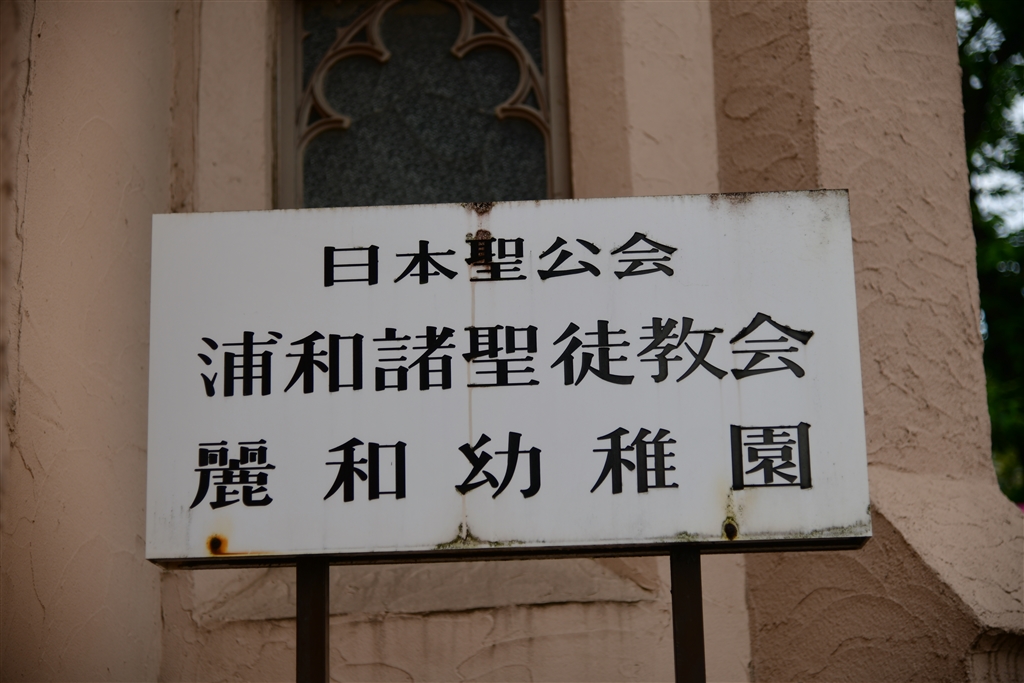 日本聖公会
浦和諸聖徒教会
麗和幼稚園